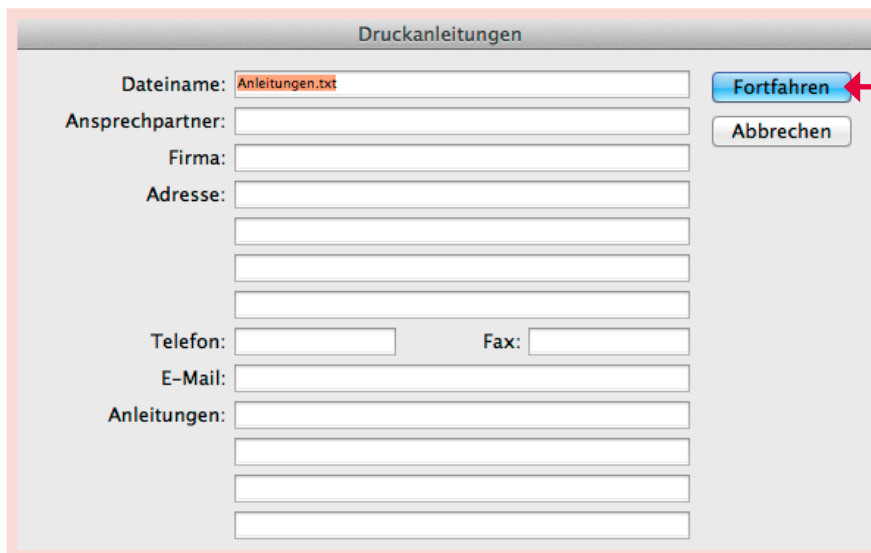 Druckanleitungen
Dateiname: Anleitungen.txt
Fortfahren
Ansprechpartner:
Abbrechen
Firma:
Adresse:
Telefon: Fax:
E-Mail:
Anleitungen: